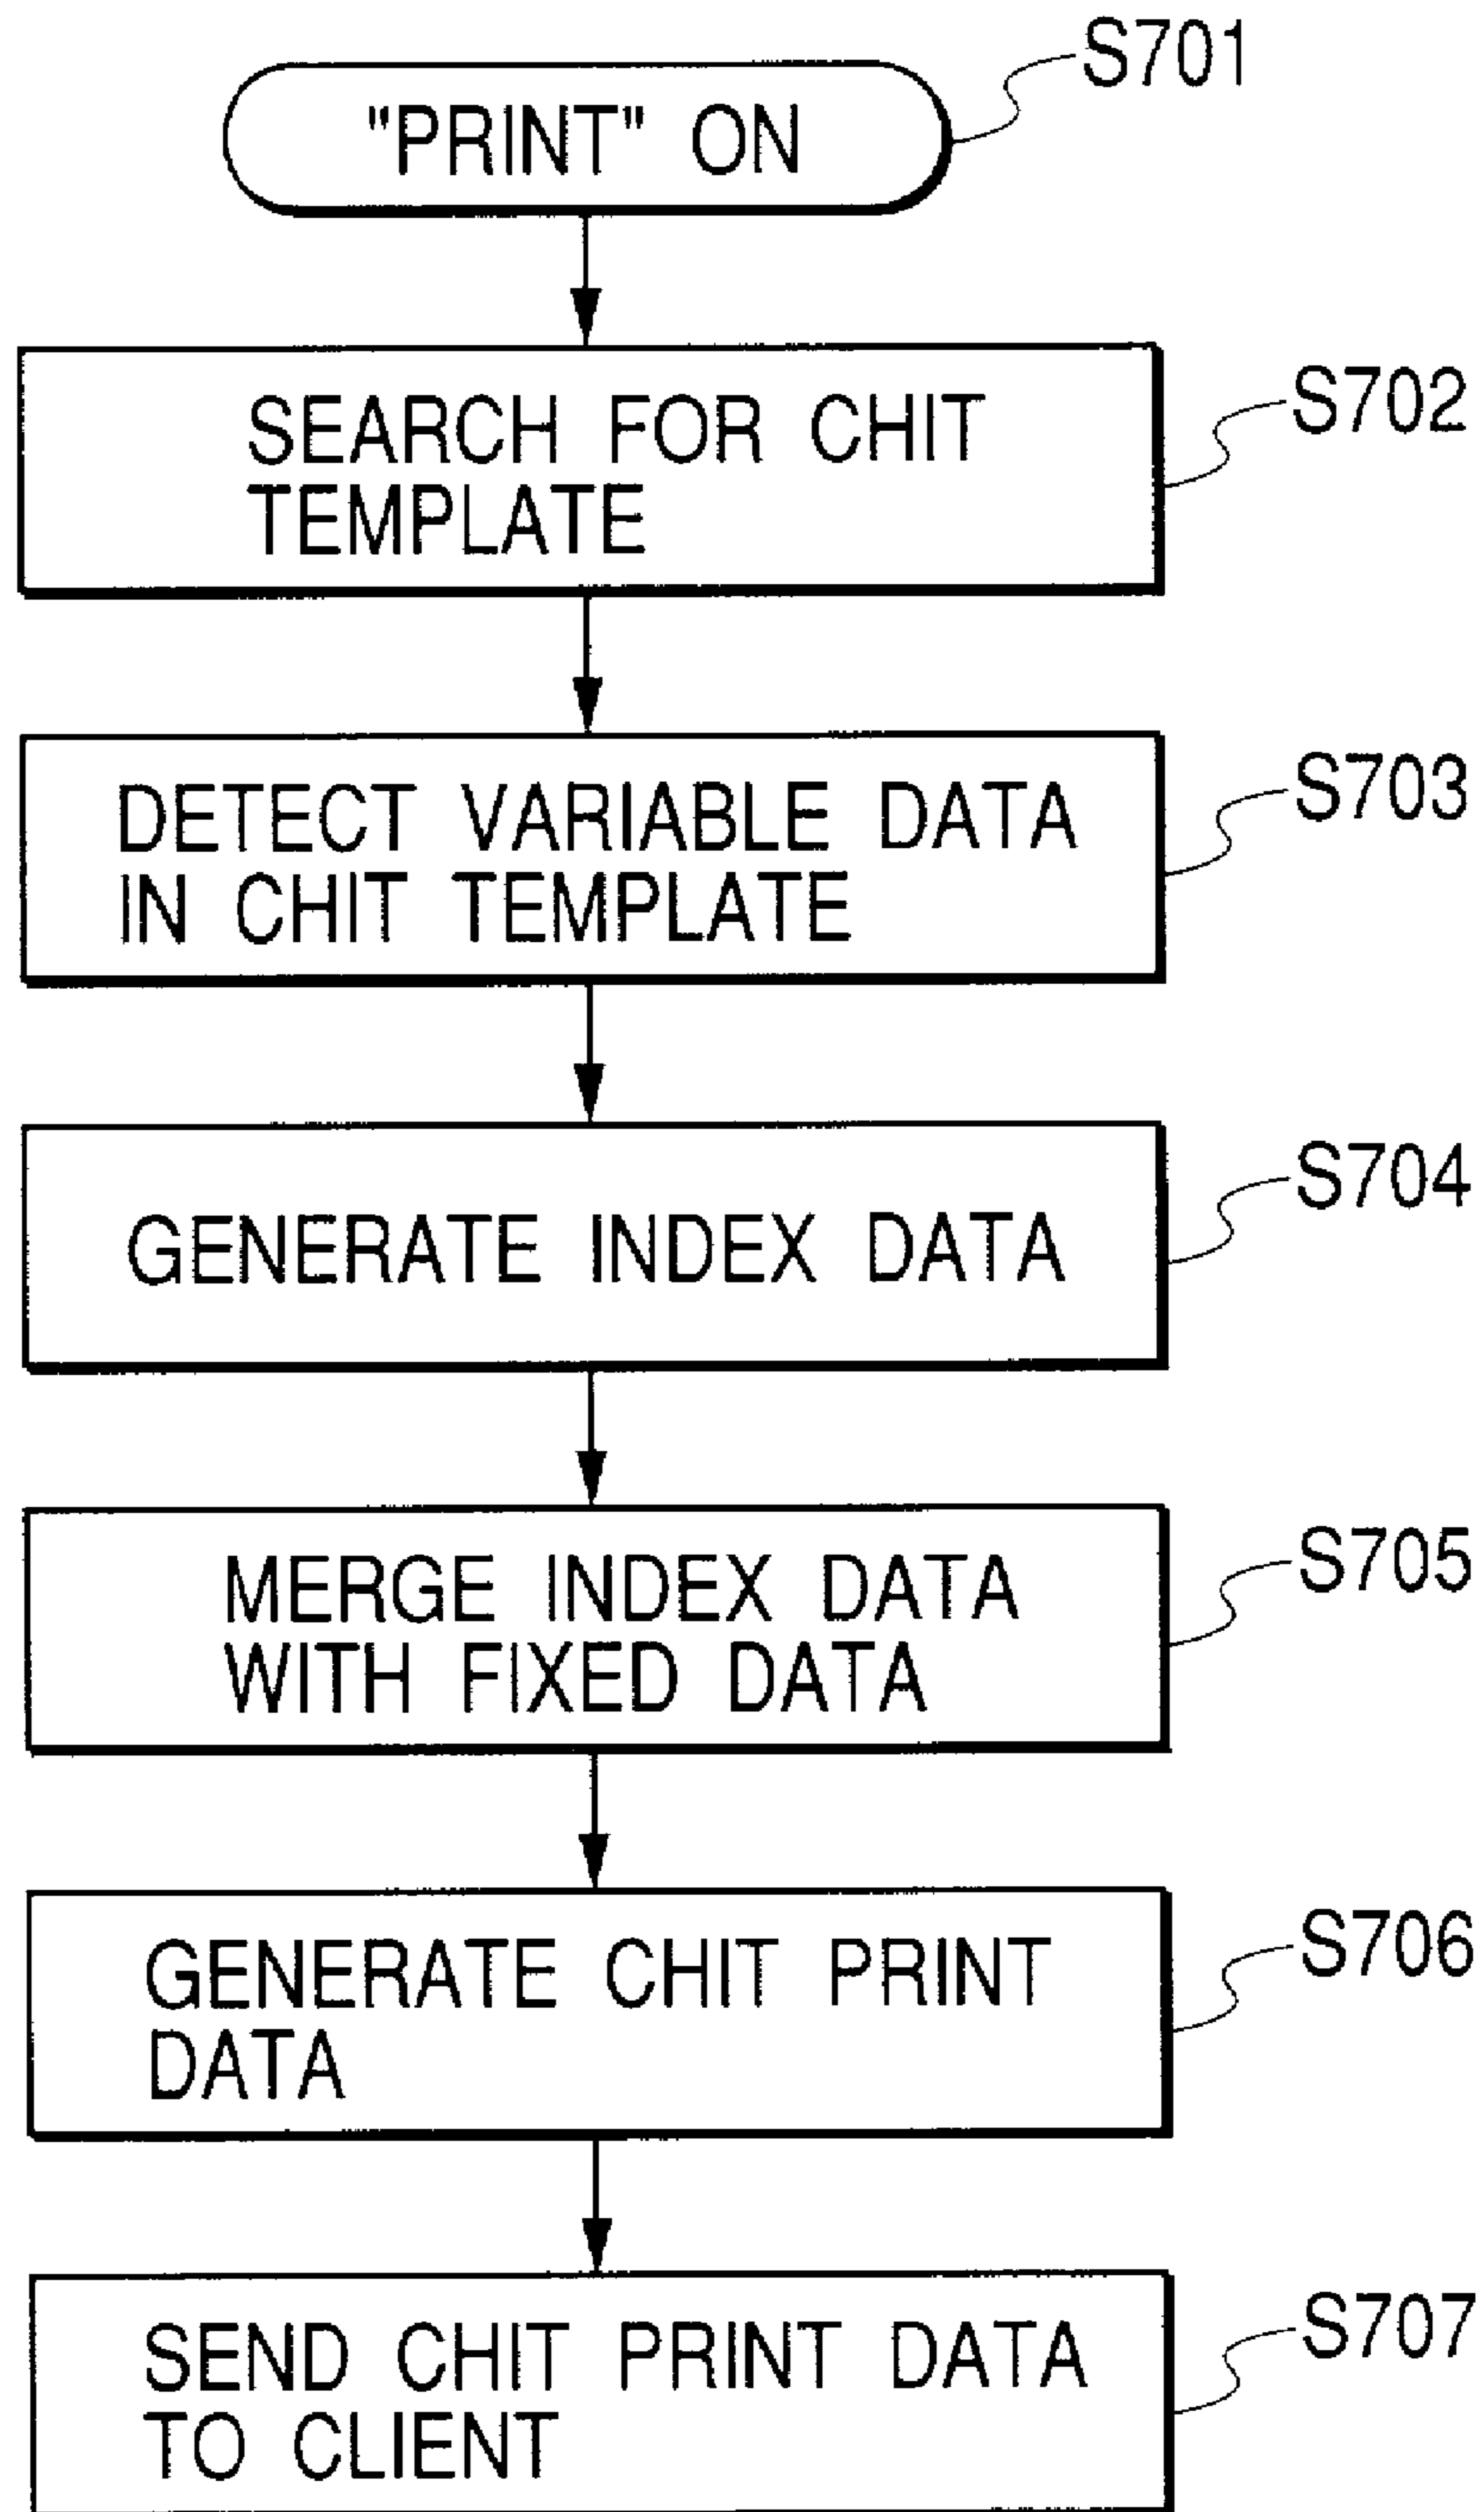 S701
"PRINT" ON
S702
SEARCH FOR CHIT
TEMPLATE
S703
DETECT VARIABLE DATA
IN CHIT TEMPLATE
S704
GENERATE INDEX DATA
S705
MERGE INDEX DATA
WITH FIXED DATA
S706
GENERATE CHIT PRINT
DATA
S707
SEND CHIT PRINT DATA
TO CLIENT